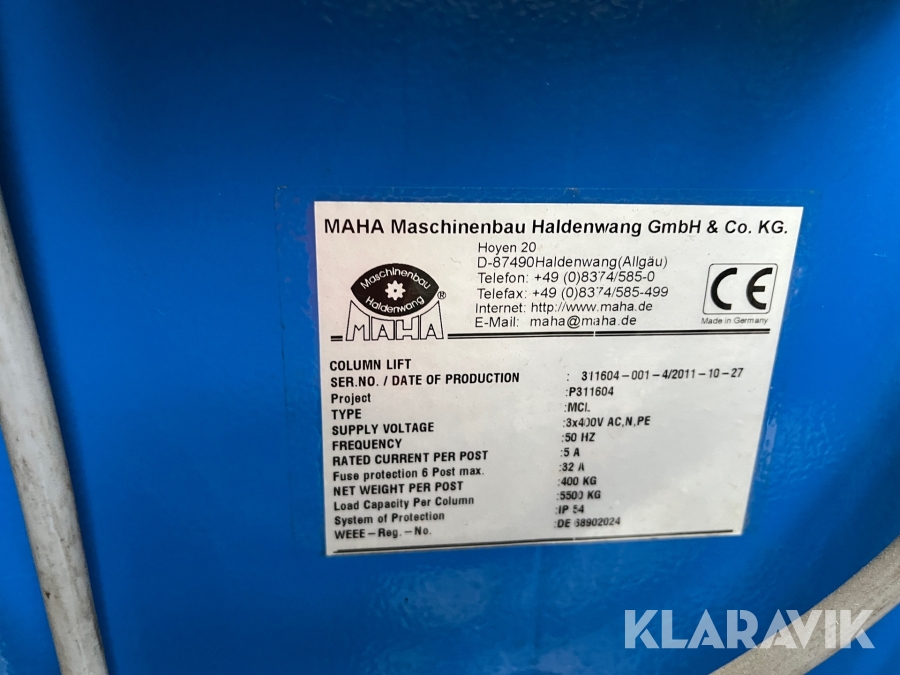 MAHA Maschinenbau Haldenwang GmbH & Co. KG.
Hoyen 20
D-87490Haldenwang(Allgäu)
Telefon: +49 (0)8374/585-0
Telefax: +49 (0)8374/585-499
Internet: http://www.maha.de
E-Mail: maha@maha.de
Maschinenbau
Haldenwang
MAHA ®
CE
Made in Germany
COLUMN LIFT
SER.NO. / DATE OF PRODUCTION : 311604-001-4/2011-10-27
Project :P311604
TYPE :MCL
SUPPLY VOLTAGE :3x400V AC,N,PE
FREQUENCY :50 HZ
RATED CURRENT PER POST :5 A
Fuse protection 6 Post max. :32 A
NET WEIGHT PER POST :400 KG
Load Capacity Per Column :5500 KG
System of Protection :IP 54
WEEE-Reg.-No. :DE 68902024
KLARAVIK